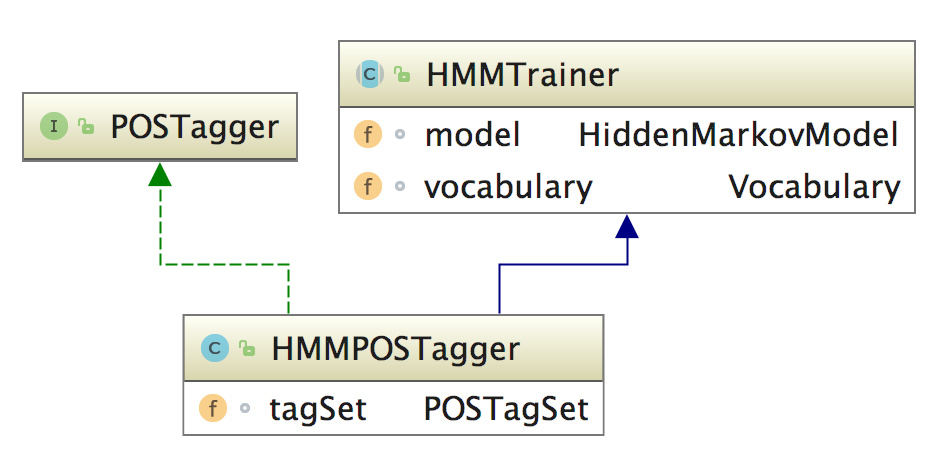 I POSTagger
C HMMTrainer
f model HiddenMarkovModel
f vocabulary Vocabulary
C HMMPOSTagger
f tagSet POSTagSet